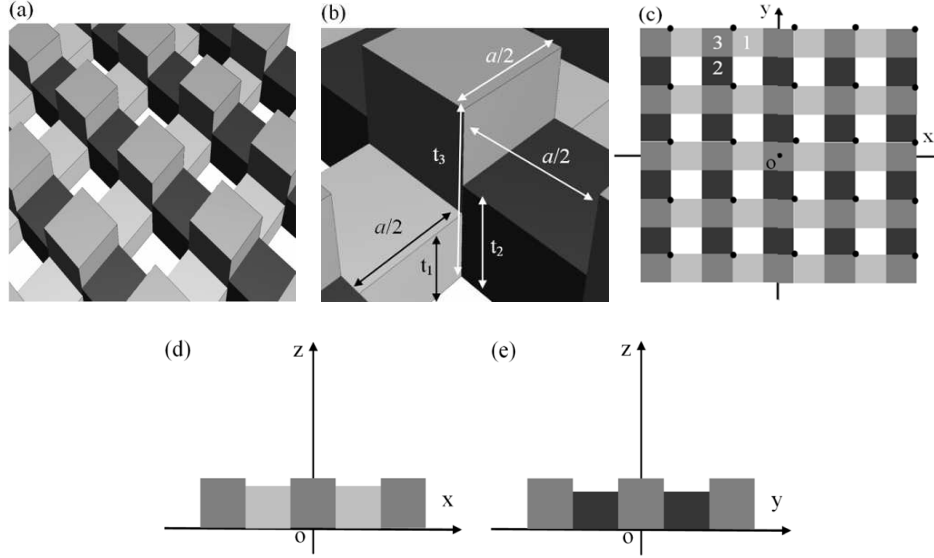 (a)
(b)
a/2
t₃
a/2
a/2
t₂
t₁
(c)
y
3 1
2
x
o
(d)
z
x
o
(e)
z
y
o